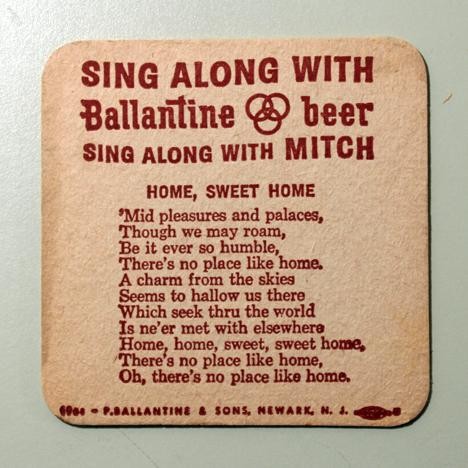 SING ALONG WITH
Ballantine beer
SING ALONG WITH MITCH
HOME, SWEET HOME
'Mid pleasures and palaces,
Though we may roam,
Be it ever so humble,
There's no place like home.
A charm from the skies
Seems to hallow us there
Which seek thru the world
Is ne'er met with elsewhere
Home, home, sweet, sweet home,
There's no place like home,
Oh, there's no place like home.
P. BALLANTINE & SONS, NEWARK, N. J.